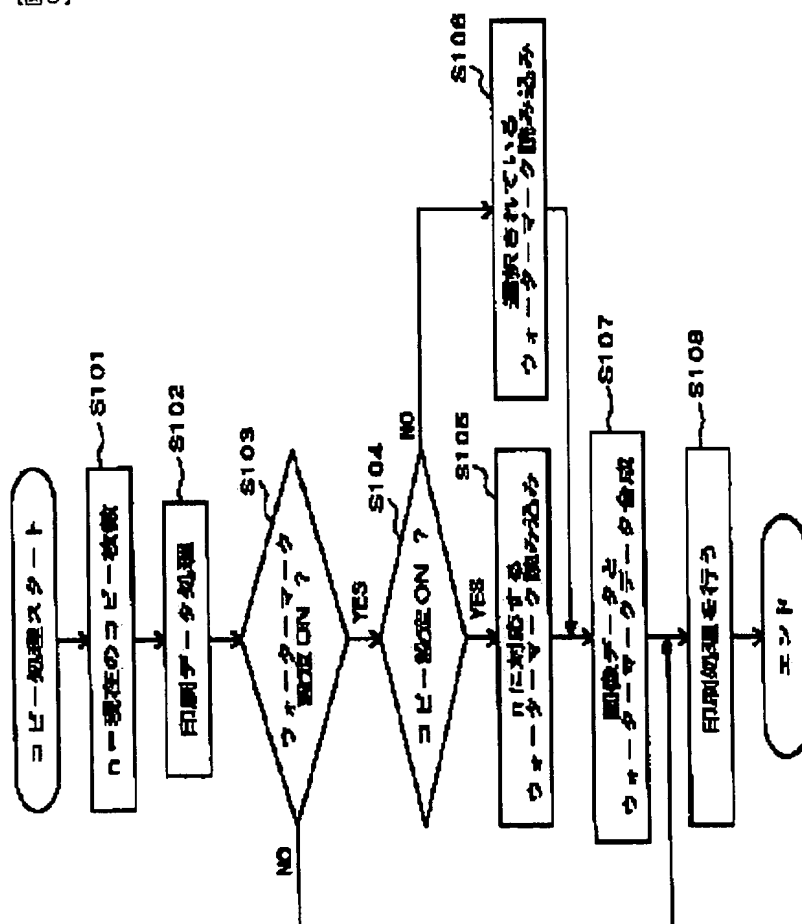 コピー処理スタート
n=現在のコピー枚数
S101
印刷データ処理
S102
ウォーターマーク
設定ON ?
S103
NO
YES
コピー設定ON ?
S104
NO
YES
nに対応する
ウォーターマーク読み込み
S105
選択されている
ウォーターマーク読み込み
S106
画像データと
ウォーターマークデータ合成
S107
印刷処理を行う
S108
エンド